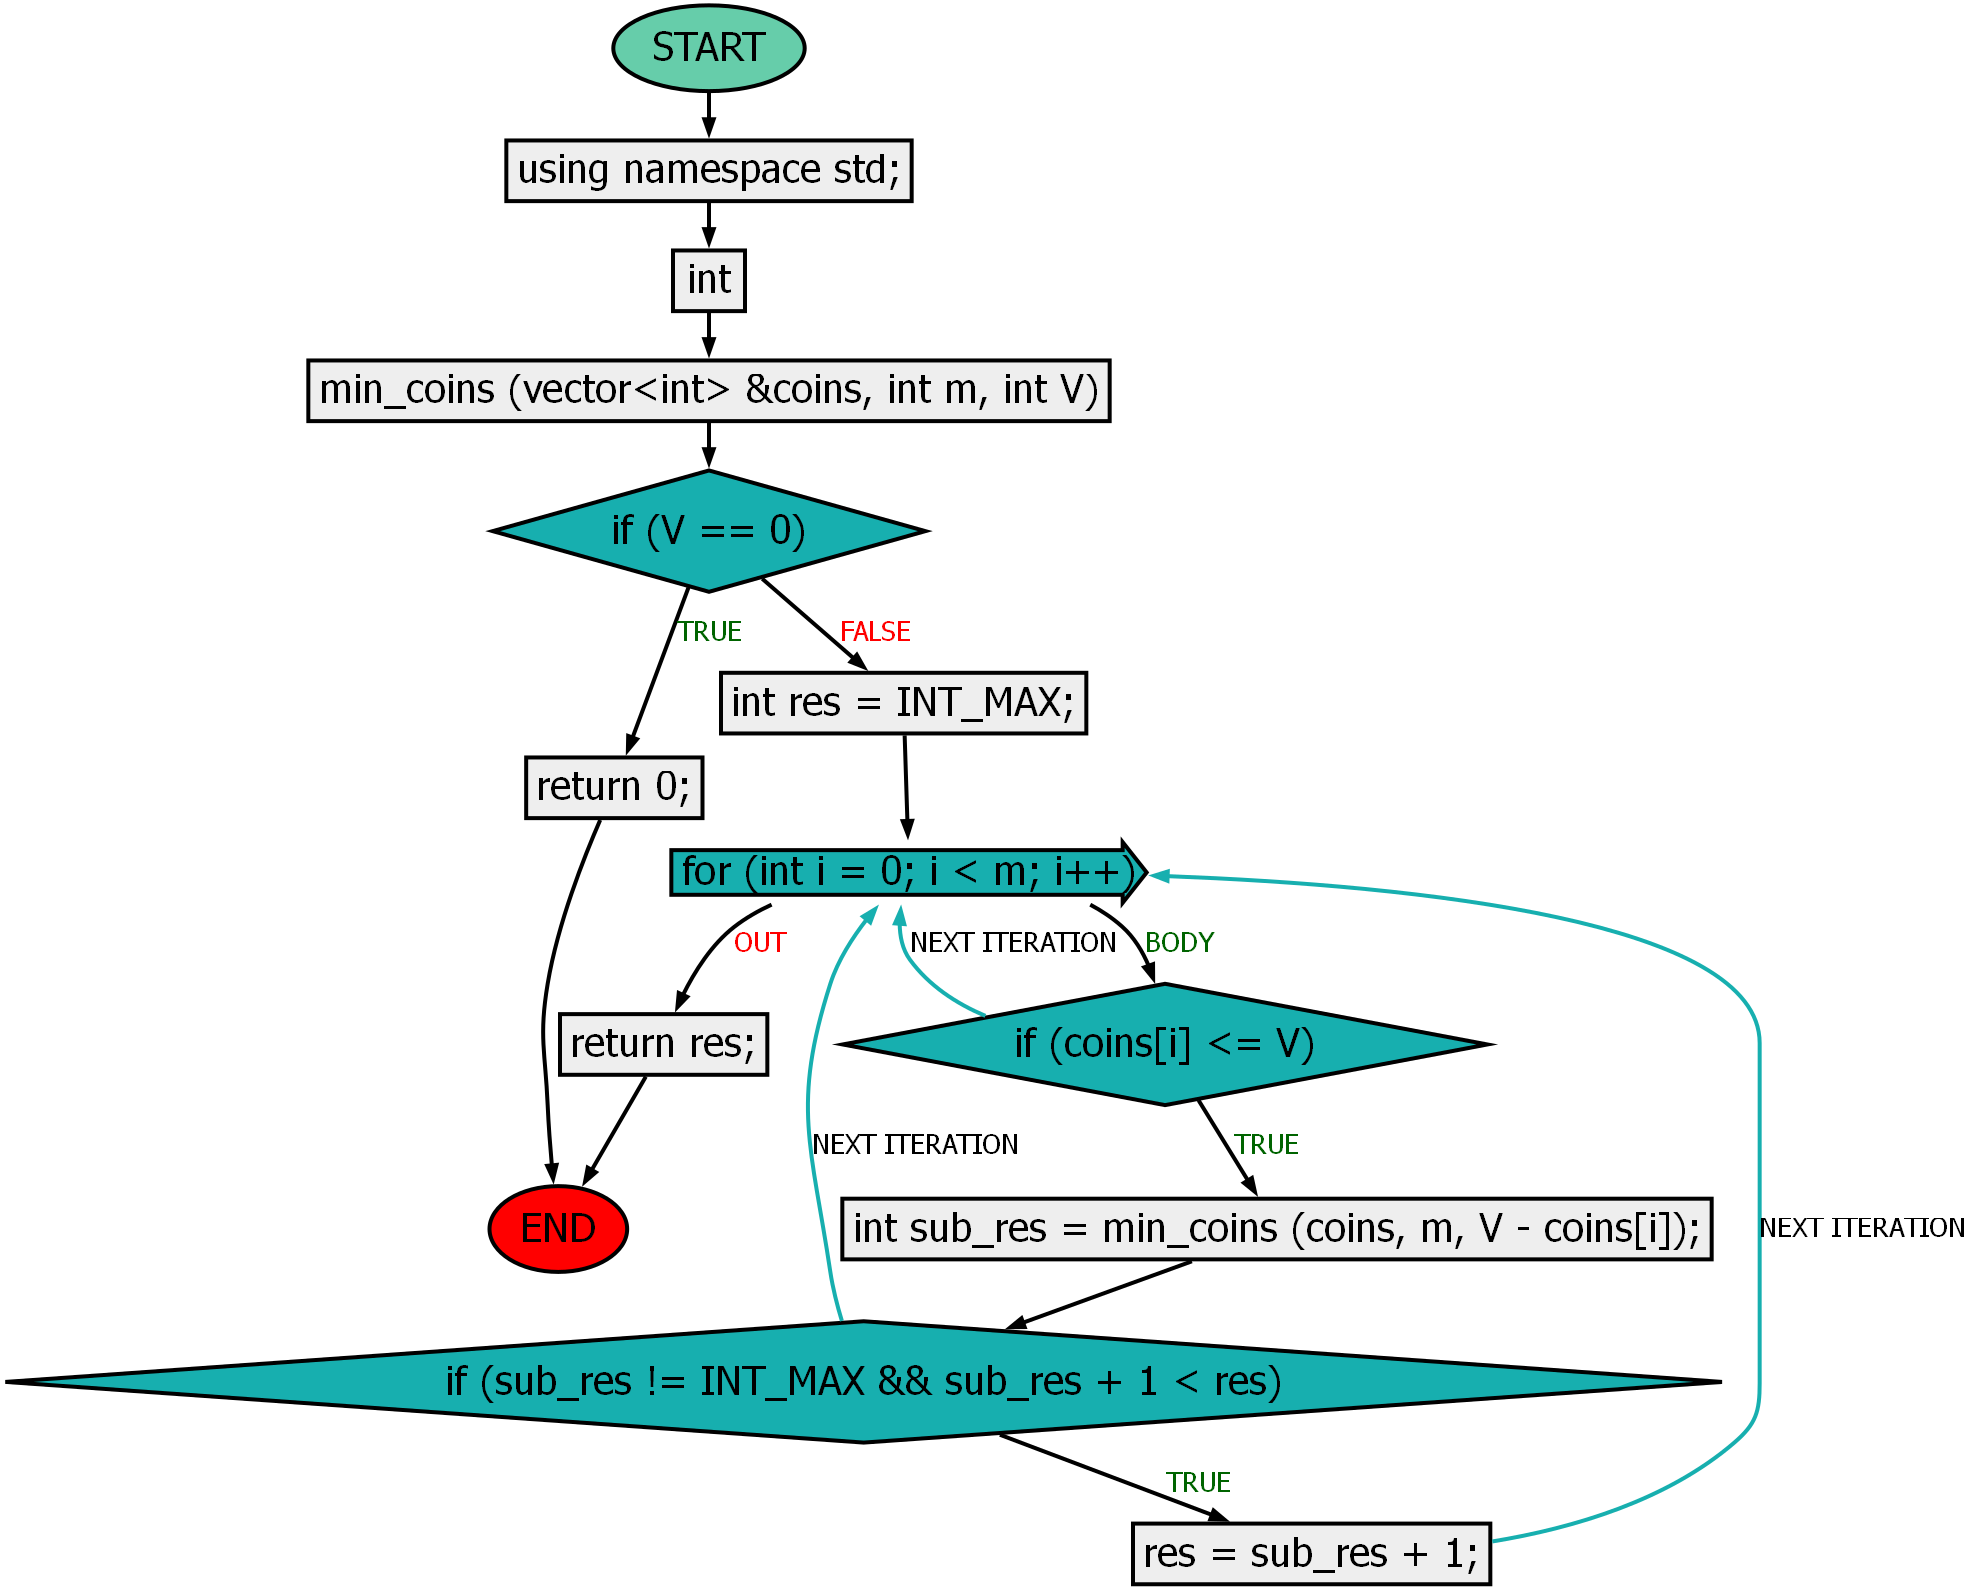 START
using namespace std;
int
min_coins (vector<int> &coins, int m, int V)
if (V == 0)
TRUE
FALSE
int res = INT_MAX;
return 0;
for (int i = 0; i < m; i++)
OUT
NEXT ITERATION
BODY
return res;
if (coins[i] <= V)
NEXT ITERATION
TRUE
END
int sub_res = min_coins (coins, m, V - coins[i]);
NEXT ITERATION
if (sub_res != INT_MAX && sub_res + 1 < res)
TRUE
res = sub_res + 1;